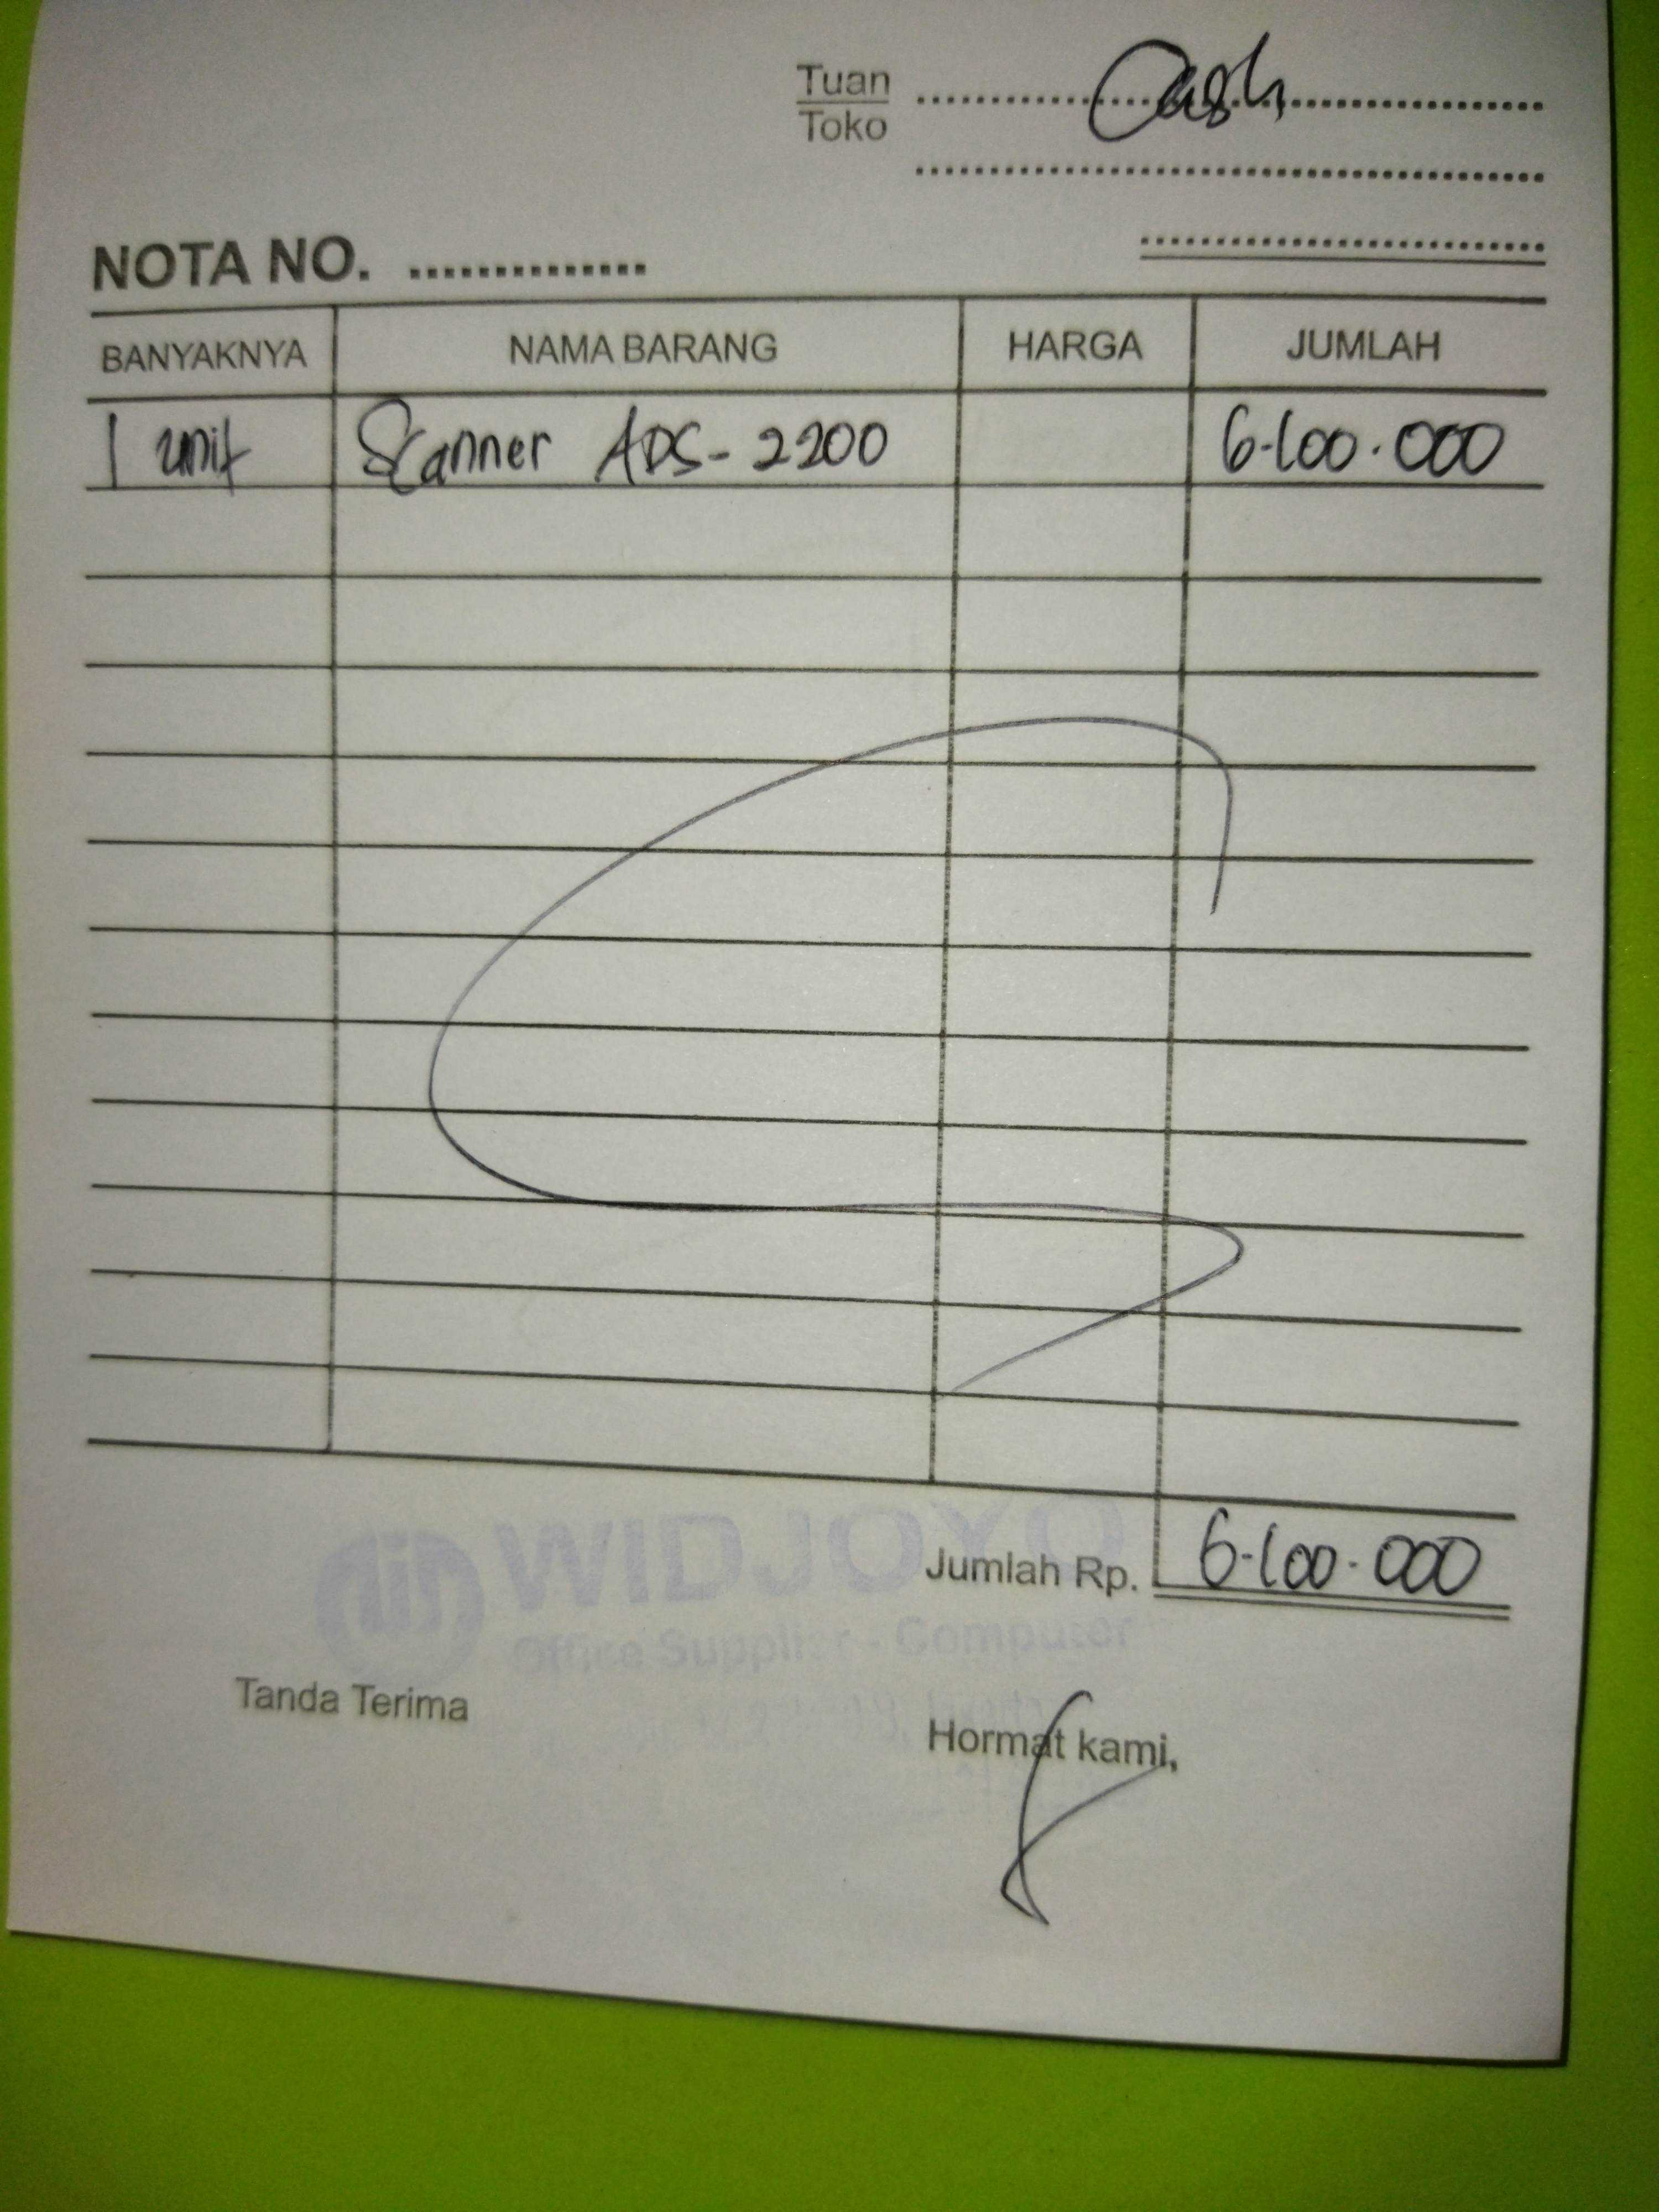 Tuan Cash
Toko
NOTA NO. ..............
BANYAKNYA NAMA BARANG HARGA JUMLAH
1 unit Scanner ADS-2200 6.100.000
WIDJOYO
Jumlah Rp. 6.100.000
Office Supplier - Computer
Tanda Terima
Hormat kami,